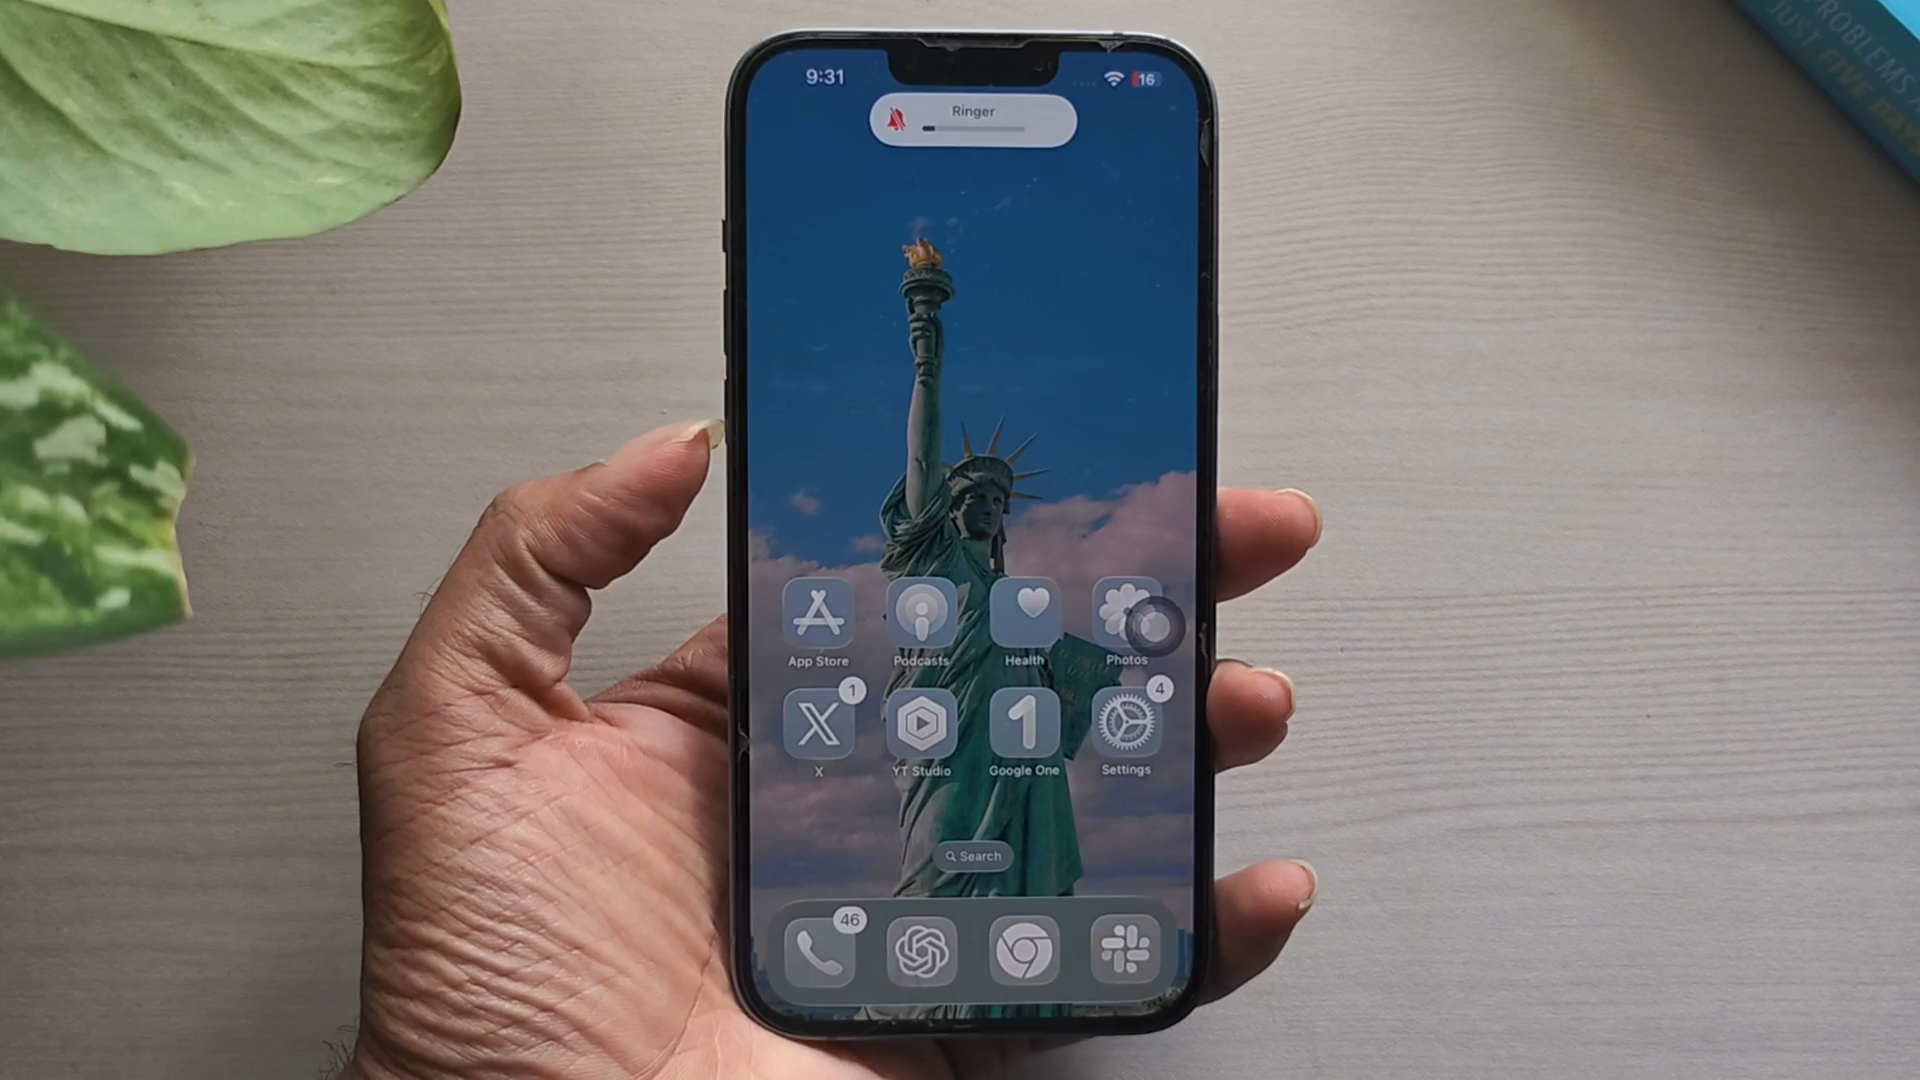 9:31
16
Ringer
App Store
Podcasts
Health
Photos
1
4
X
YT Studio
Google One
Settings
Search
46
PROBLEMS
JUST FIVE DAYS